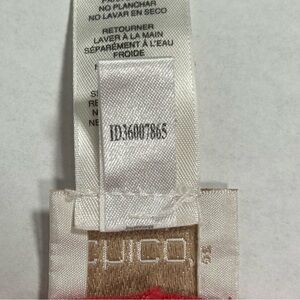 NO PLANCHAR
NO LAVAR EN SECO
RETOURNER
LAVER À LA MAIN
SÉPARÉMENT À L'EAU
FROIDE
ID36007865